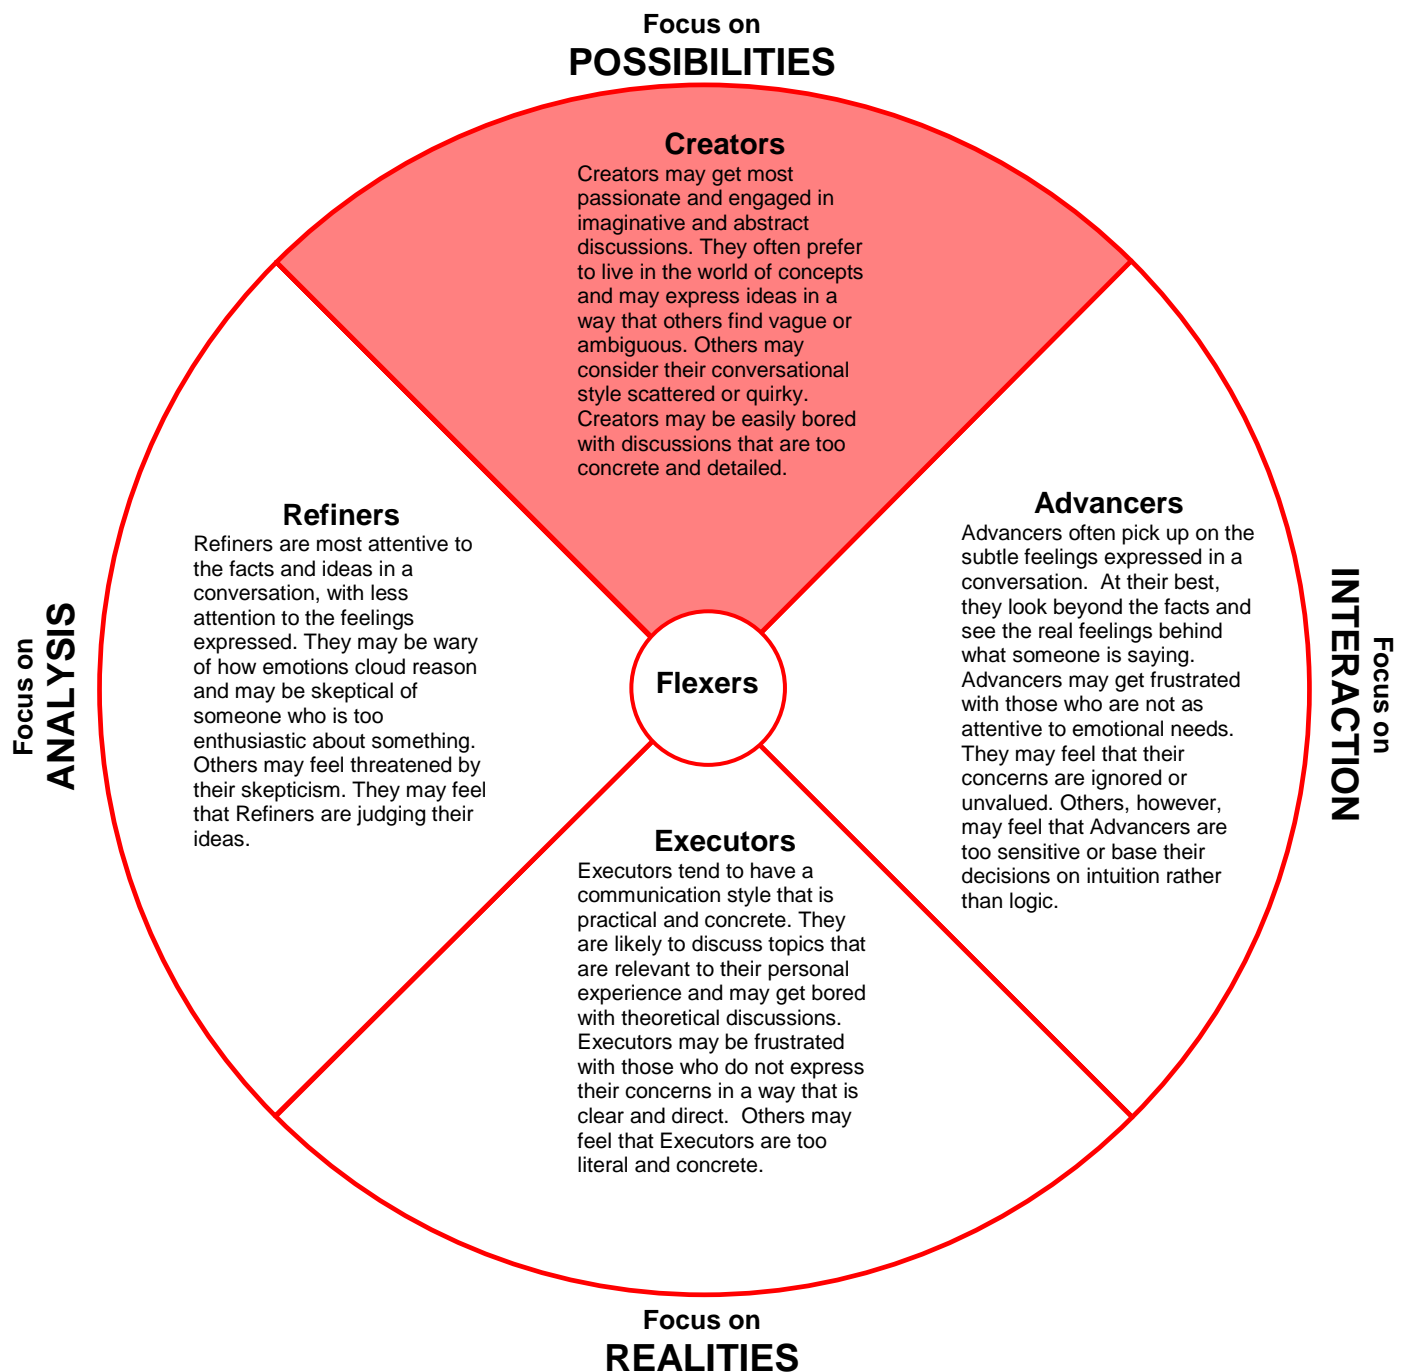 Focus on
POSSIBILITIES
Creators
Creators may get most
passionate and engaged in
imaginative and abstract
discussions. They often prefer
to live in the world of concepts
and may express ideas in a
way that others find vague or
ambiguous. Others may
consider their conversational
style scattered or quirky.
Creators may be easily bored
with discussions that are too
concrete and detailed.
Focus on
ANALYSIS
Refiners
Refiners are most attentive to
the facts and ideas in a
conversation, with less
attention to the feelings
expressed. They may be wary
of how emotions cloud reason
and may be skeptical of
someone who is too
enthusiastic about something.
Others may feel threatened by
their skepticism. They may feel
that Refiners are judging their
ideas.
Flexers
Advancers
Advancers often pick up on the
subtle feelings expressed in a
conversation.  At their best,
they look beyond the facts and
see the real feelings behind
what someone is saying.
Advancers may get frustrated
with those who are not as
attentive to emotional needs.
They may feel that their
concerns are ignored or
unvalued. Others, however,
may feel that Advancers are
too sensitive or base their
decisions on intuition rather
than logic.
Focus on
INTERACTION
Executors
Executors tend to have a
communication style that is
practical and concrete. They
are likely to discuss topics that
are relevant to their personal
experience and may get bored
with theoretical discussions.
Executors may be frustrated
with those who do not express
their concerns in a way that is
clear and direct.  Others may
feel that Executors are too
literal and concrete.
Focus on
REALITIES